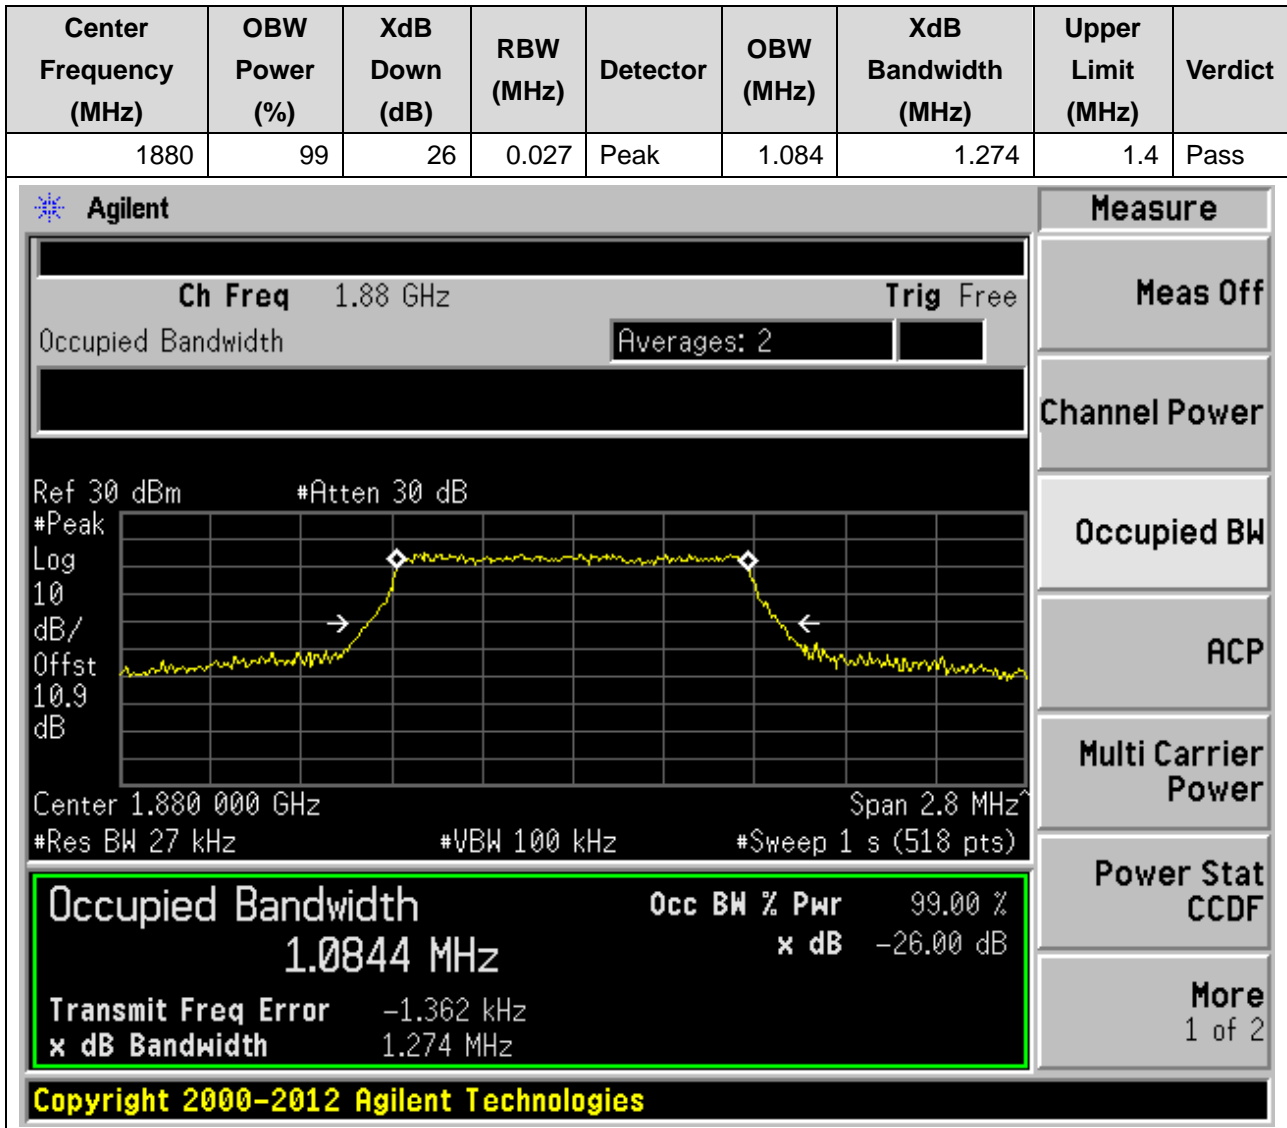 Center Frequency (MHz) OBW Power (%) XdB Down (dB) RBW (MHz) Detector OBW (MHz) XdB Bandwidth (MHz) Upper Limit (MHz) Verdict
1880 99 26 0.027 Peak 1.084 1.274 1.4 Pass
Agilent
Measure
Ch Freq 1.88 GHz Trig Free
Occupied Bandwidth Averages: 2
Meas Off
Channel Power
Occupied BW
ACP
Multi Carrier
Power
Power Stat
CCDF
More
1 of 2
Ref 30 dBm #Atten 30 dB
#Peak
Log
10
dB/
Offst
10.9
dB
Center 1.880 000 GHz Span 2.8 MHz^
#Res BW 27 kHz #VBW 100 kHz #Sweep 1 s (518 pts)
Occupied Bandwidth
1.0844 MHz
Occ BW % Pwr 99.00 %
x dB -26.00 dB
Transmit Freq Error -1.362 kHz
x dB Bandwidth 1.274 MHz
Copyright 2000-2012 Agilent Technologies